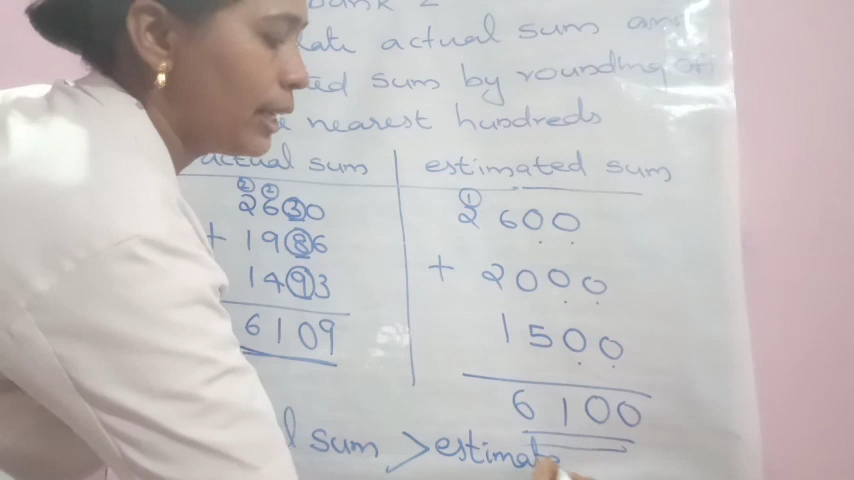 actual sum and
sum by rounding off
nearest hundreds
actual sum estimated sum
2630 2600
+ 1986 + 2000
1493 1500
6109 6100
sum > estimate